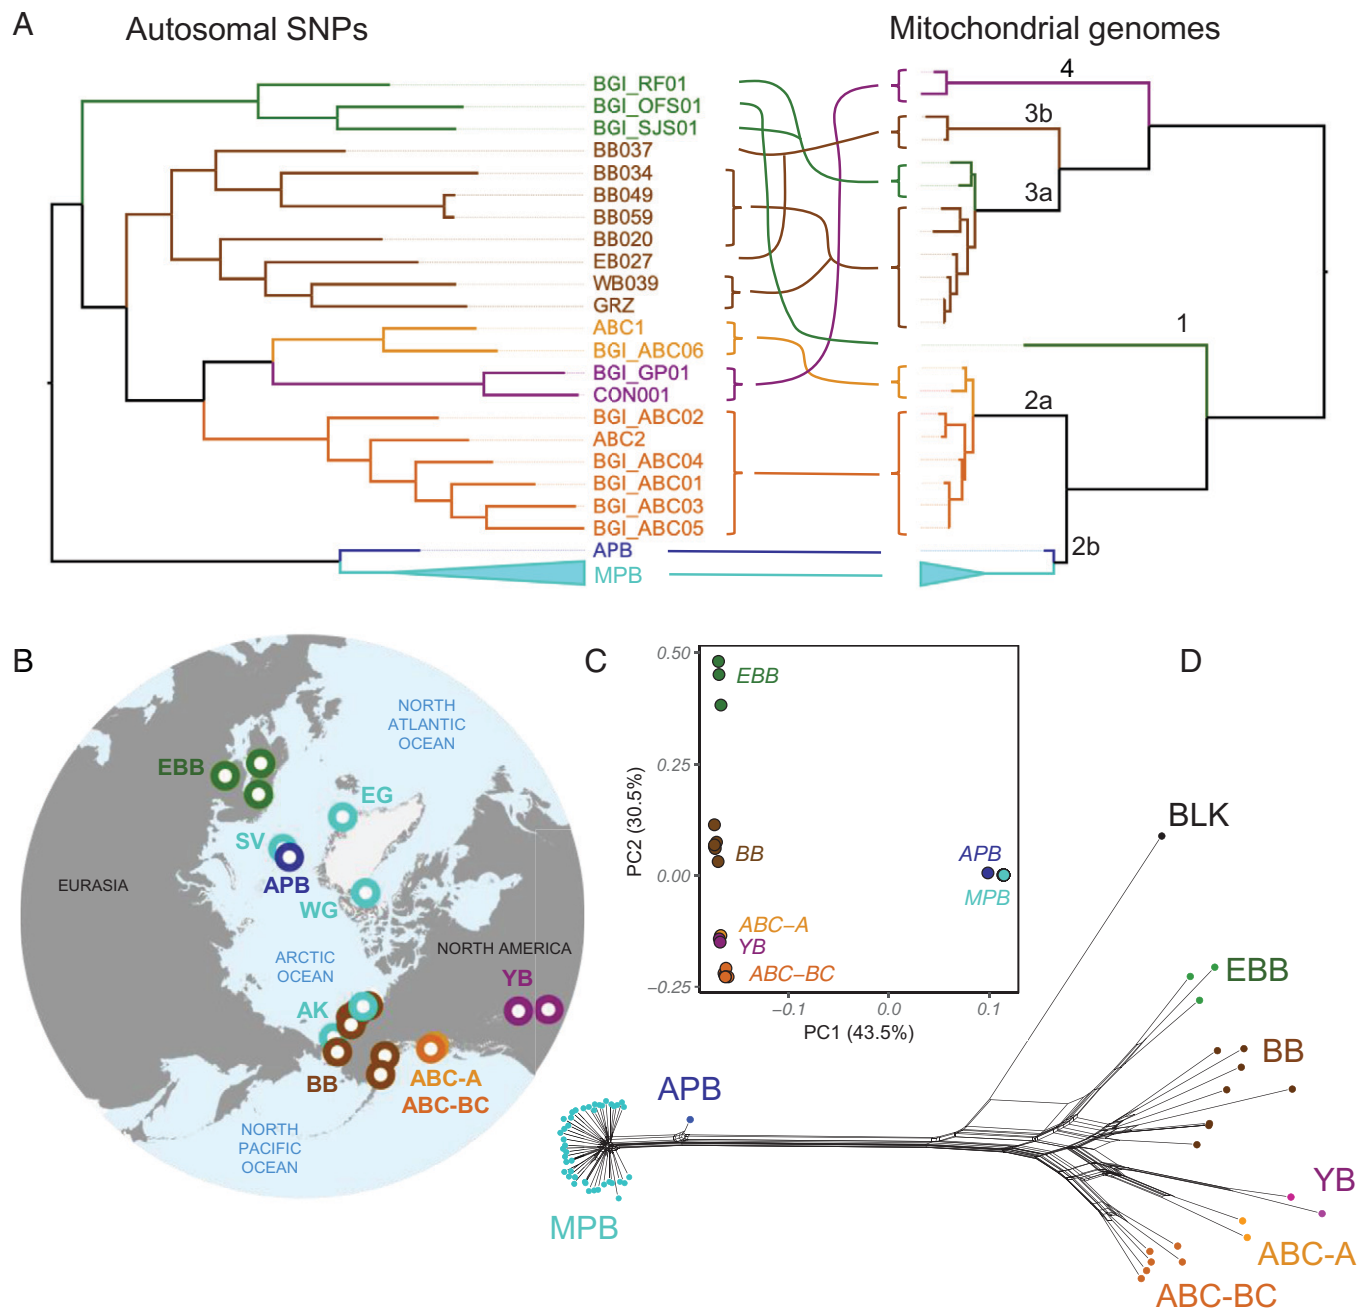 A
Autosomal SNPs
Mitochondrial genomes
BGI_RF01
BGI_OFS01
BGI_SJS01
BB037
BB034
BB049
BB059
BB020
EB027
WB039
GRZ
ABC1
BGI_ABC06
BGI_GP01
CON001
BGI_ABC02
ABC2
BGI_ABC04
BGI_ABC01
BGI_ABC03
BGI_ABC05
APB
MPB
4
3b
3a
1
2a
2b
B
NORTH
ATLANTIC
OCEAN
EBB
EG
SV
EURASIA
APB
WG
NORTH AMERICA
ARCTIC
OCEAN
YB
AK
BB
ABC-A
ABC-BC
NORTH
PACIFIC
OCEAN
C
0.50
EBB
0.25
PC2 (30.5%)
BB
APB
0.00
MPB
ABC–A
YB
ABC–BC
−0.25
−0.1
0.0
0.1
PC1 (43.5%)
D
BLK
EBB
BB
APB
YB
MPB
ABC-A
ABC-BC